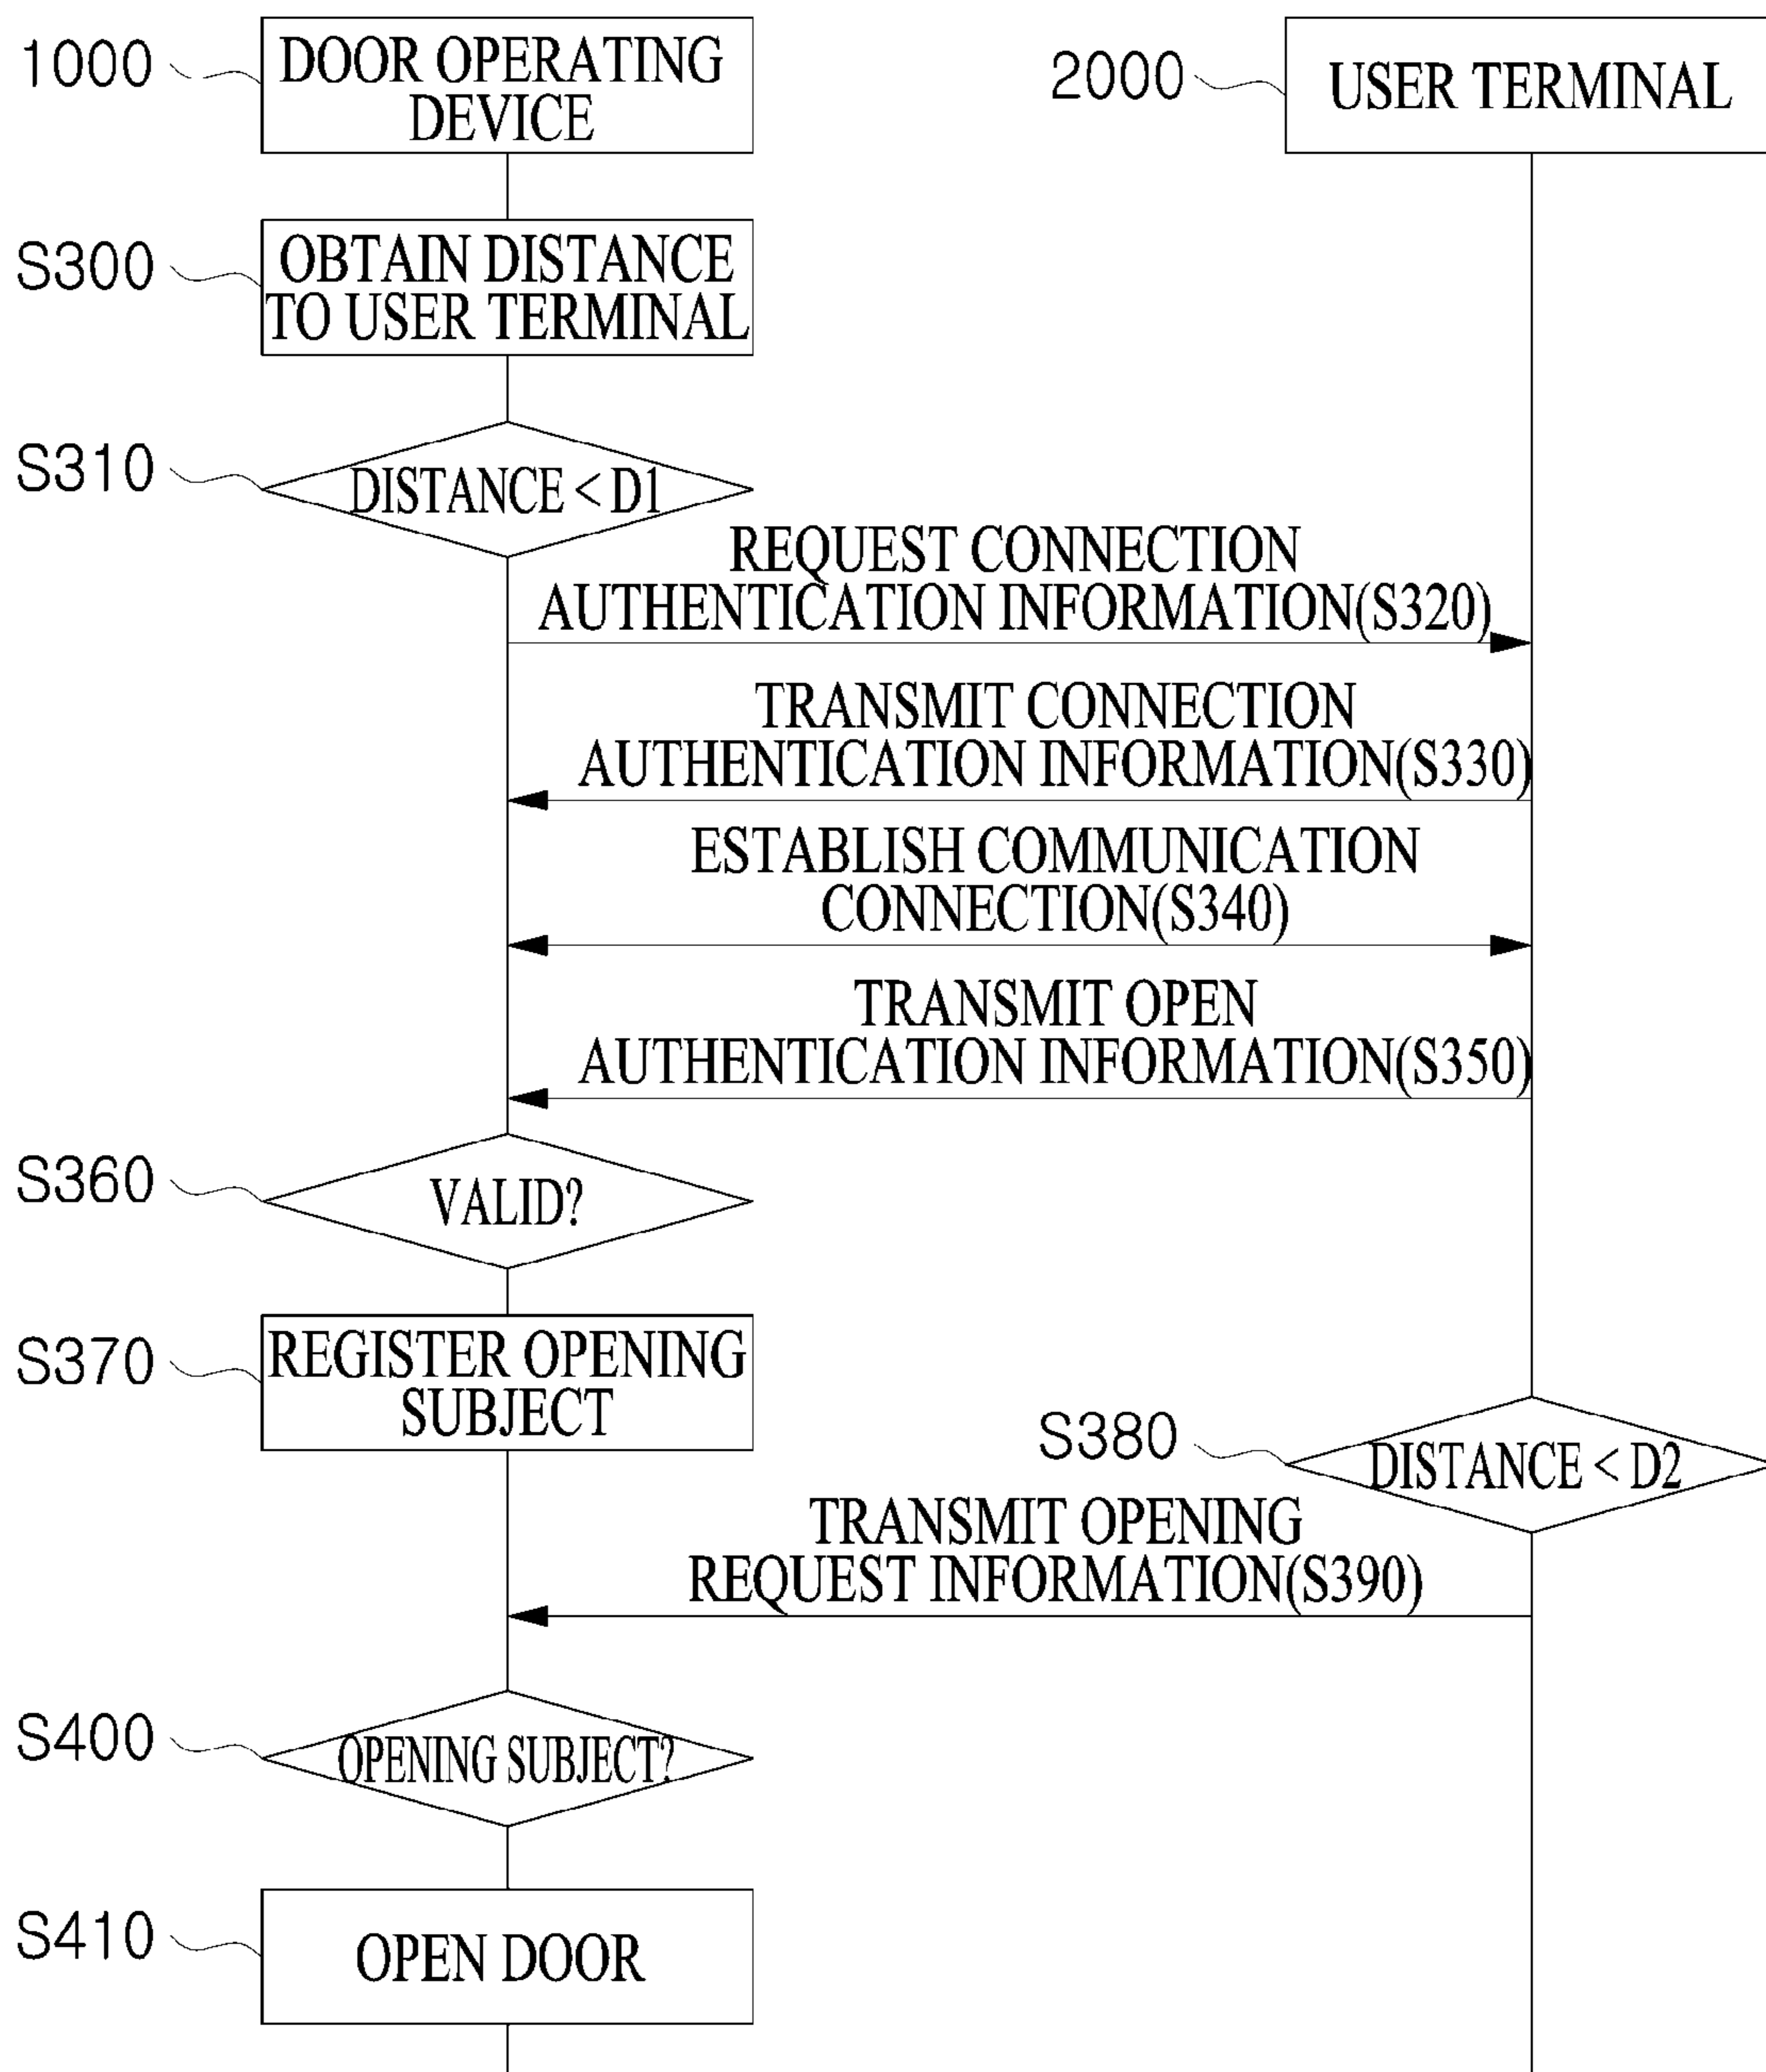 1000
DOOR OPERATING
DEVICE
2000
USER TERMINAL
S300
OBTAIN DISTANCE
TO USER TERMINAL
S310
DISTANCE < D1
REQUEST CONNECTION
AUTHENTICATION INFORMATION(S320)
TRANSMIT CONNECTION
AUTHENTICATION INFORMATION(S330)
ESTABLISH COMMUNICATION
CONNECTION(S340)
TRANSMIT OPEN
AUTHENTICATION INFORMATION(S350)
S360
VALID?
S370
REGISTER OPENING
SUBJECT
S380
DISTANCE < D2
TRANSMIT OPENING
REQUEST INFORMATION(S390)
S400
OPENING SUBJECT?
S410
OPEN DOOR